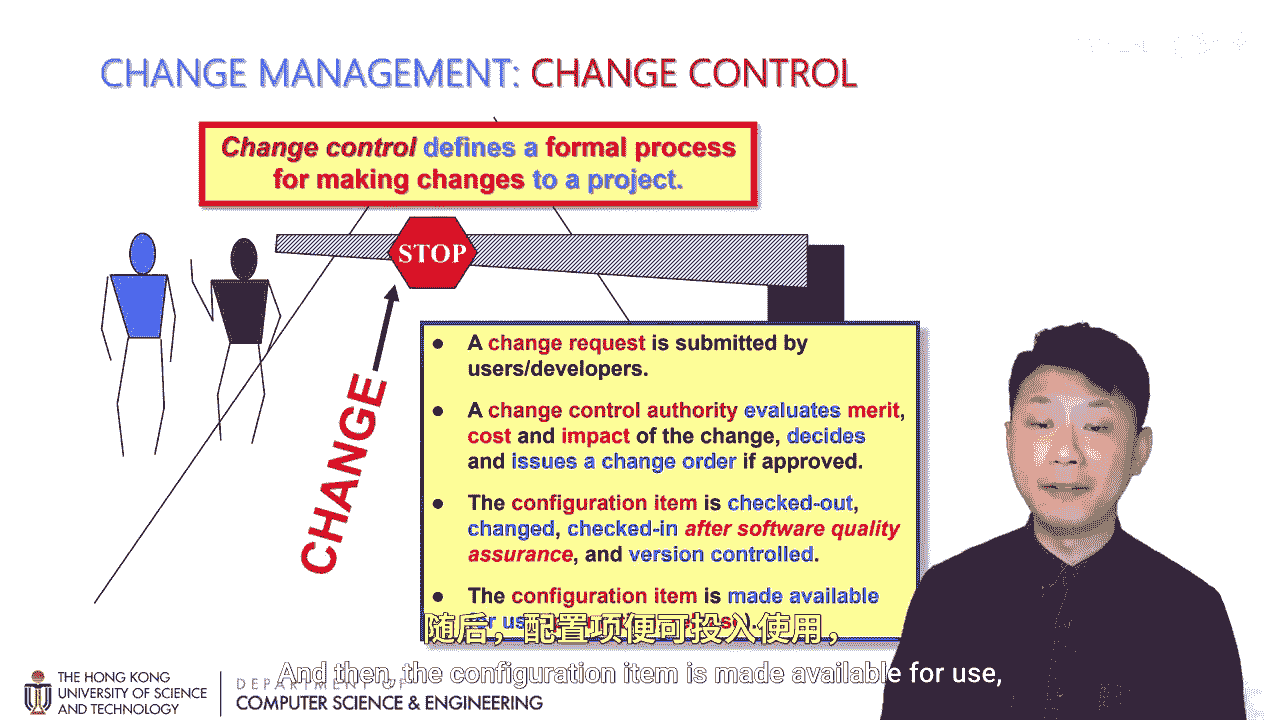 CHANGE MANAGEMENT: CHANGE CONTROL
Change control defines a formal process
for making changes to a project.
STOP
CHANGE
• A change request is submitted by
users/developers.
• A change control authority evaluates merit,
cost and impact of the change, decides
and issues a change order if approved.
• The configuration item is checked-out,
changed, checked-in after software quality
assurance, and version controlled.
• The configuration item is made available
随后，配置项便可投入使用，
And then, the configuration item is made available for use,
THE HONG KONG
UNIVERSITY OF SCIENCE
AND TECHNOLOGY
DEPARTMENT OF
COMPUTER SCIENCE & ENGINEERING